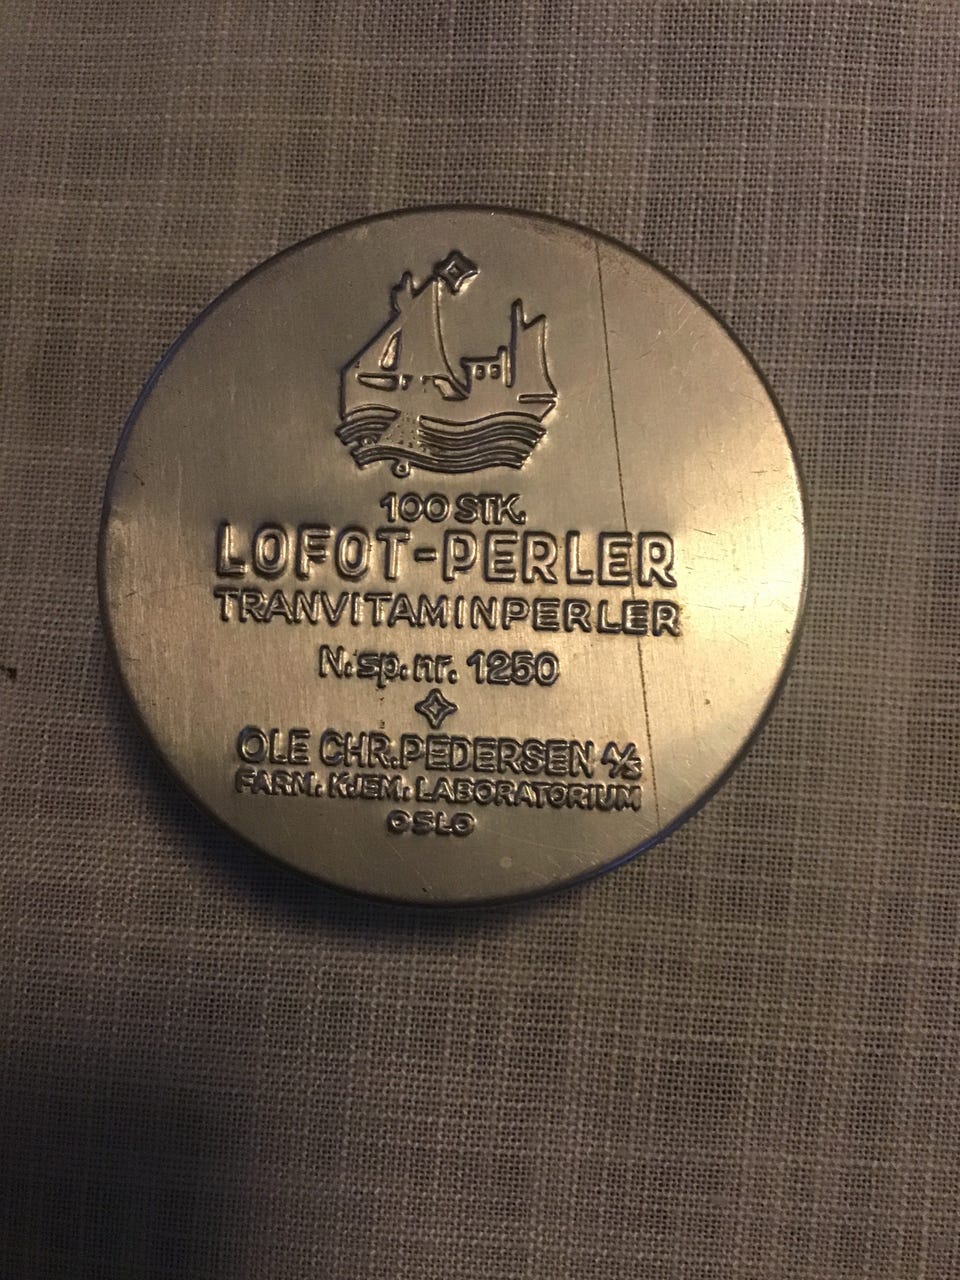 100 STK.
LOFOT-PERLER
TRANVITAMINPERLER
N.sp.nr. 1250
OLE CHR. PEDERSEN A/S
FARM. KJEM. LABORATORIUM
OSLO